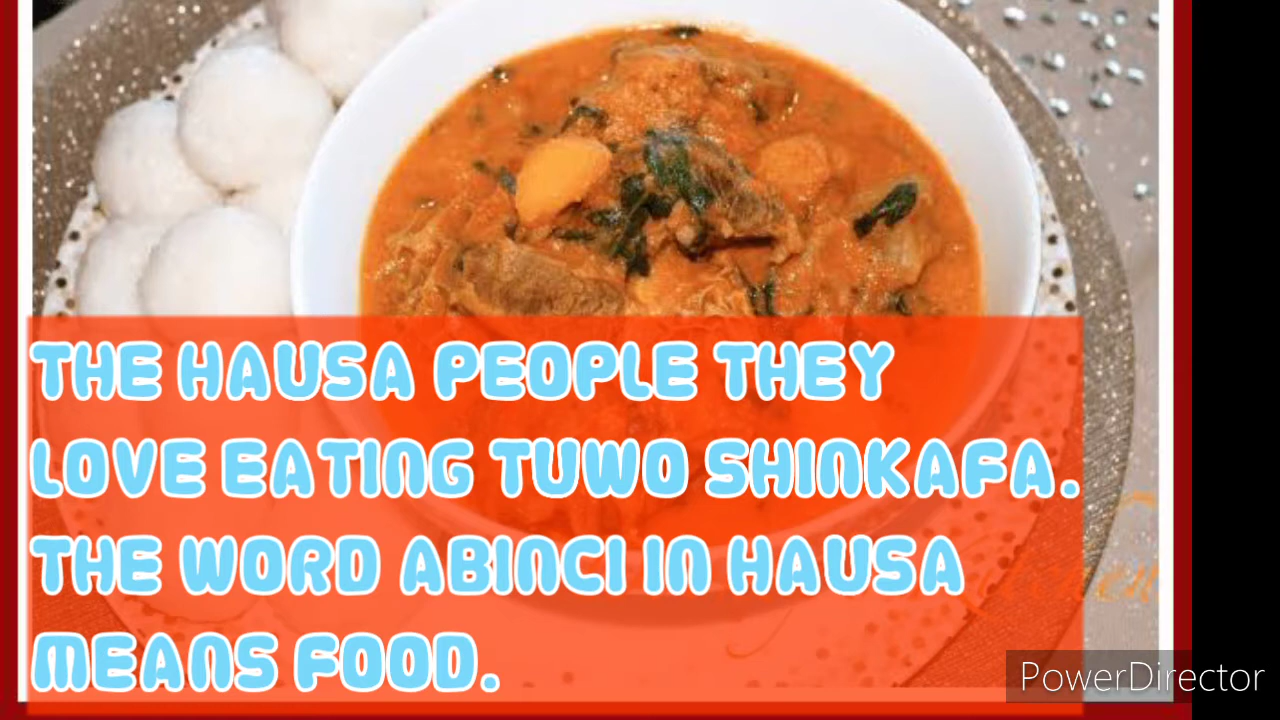 THE HAUSA PEOPLE THEY
LOVE EATING TUWO SHINKAFA.
THE WORD ABINCI IN HAUSA
MEANS FOOD.
PowerDirector